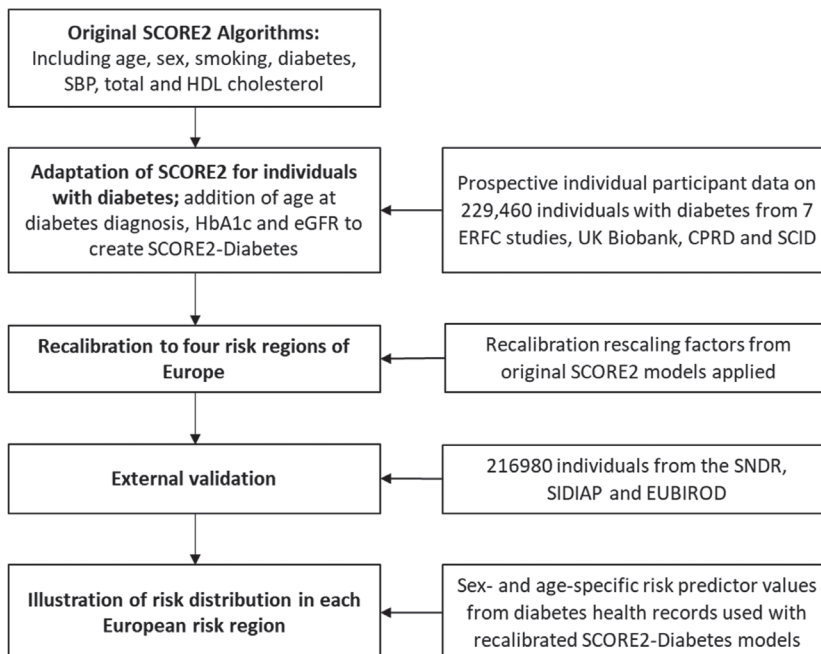 Original SCORE2 Algorithms:
Including age, sex, smoking, diabetes,
SBP, total and HDL cholesterol
Adaptation of SCORE2 for individuals
with diabetes; addition of age at
diabetes diagnosis, HbA1c and eGFR to
create SCORE2-Diabetes
Prospective individual participant data on
229,460 individuals with diabetes from 7
ERFC studies, UK Biobank, CPRD and SCID
Recalibration to four risk regions of
Europe
Recalibration rescaling factors from
original SCORE2 models applied
External validation
216980 individuals from the SNDR,
SIDIAP and EUBIROD
Illustration of risk distribution in each
European risk region
Sex- and age-specific risk predictor values
from diabetes health records used with
recalibrated SCORE2-Diabetes models